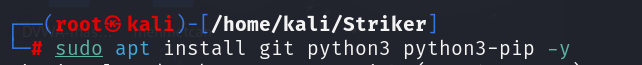 ┌──(root㉿kali)-[/home/kali/Striker]
└─# sudo apt install git python3 python3-pip -y